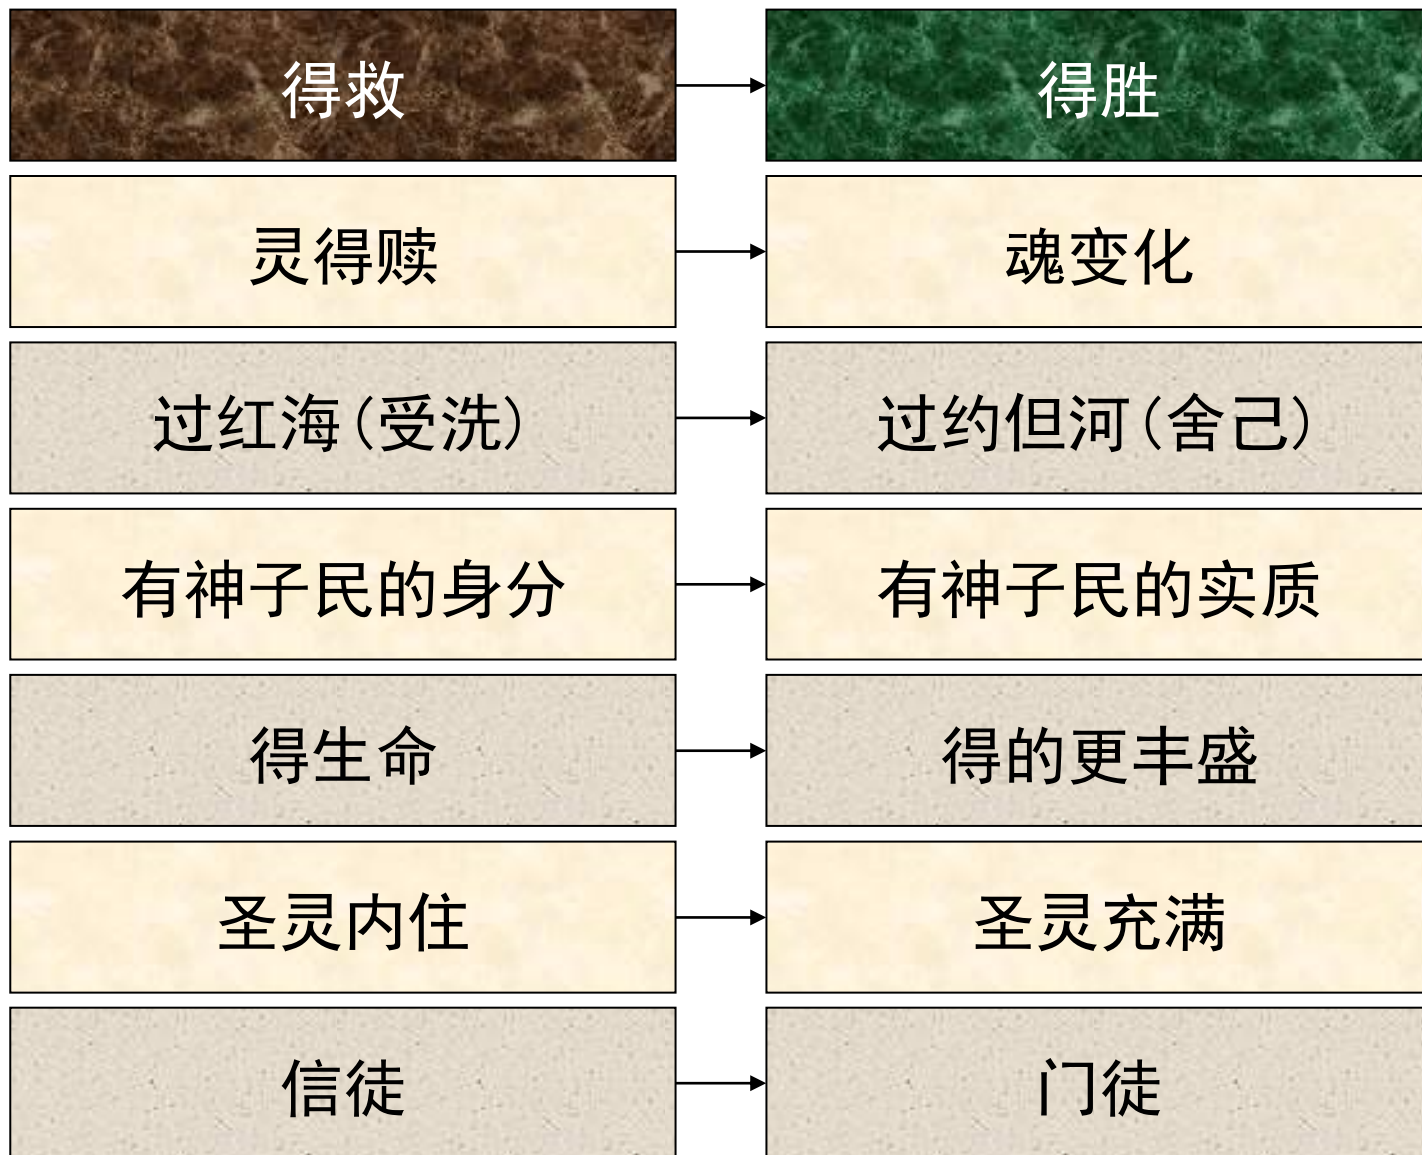 得救
得胜
灵得赎
魂变化
过红海(受洗)
过约但河(舍己)
有神子民的身分
有神子民的实质
得生命
得的更丰盛
圣灵内住
圣灵充满
信徒
门徒